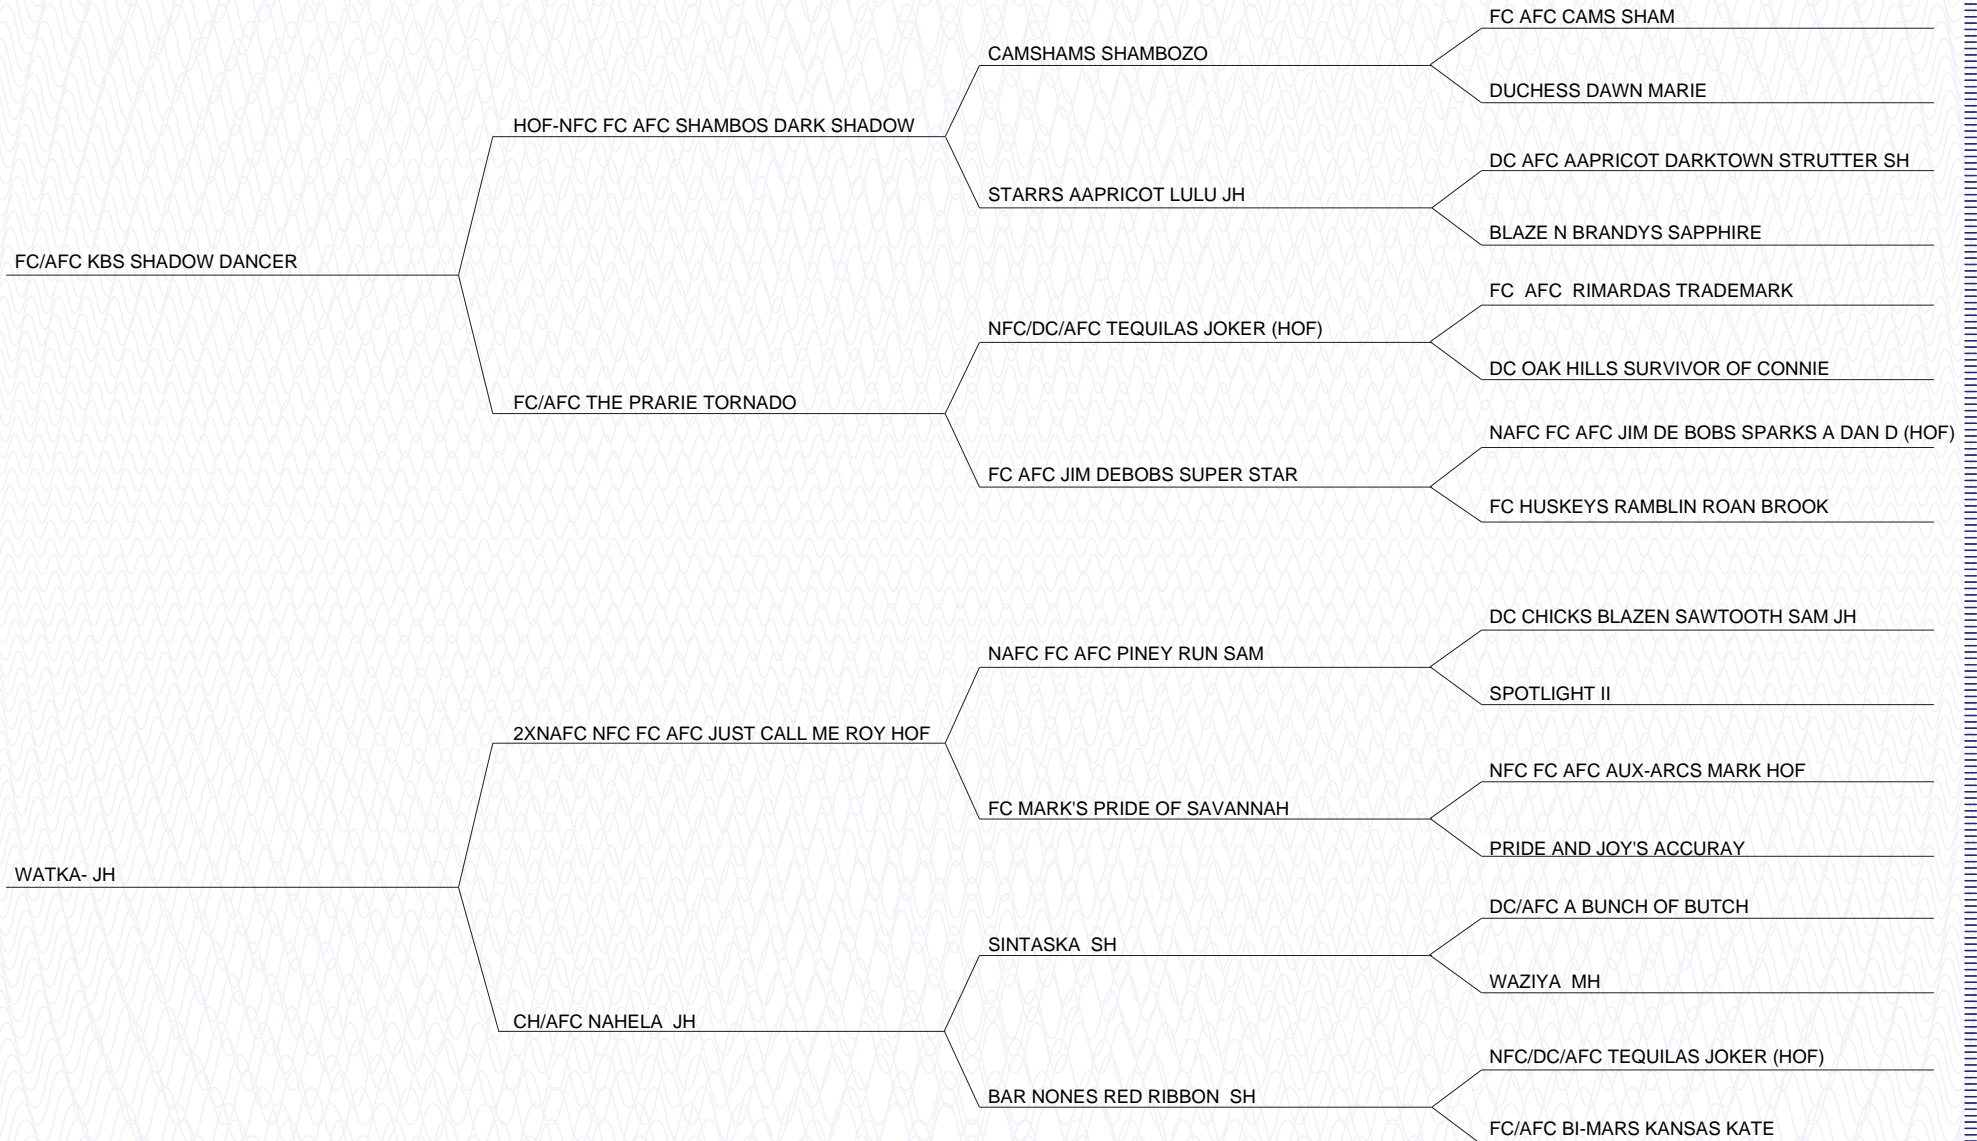 FC AFC CAMS SHAM
CAMSHAMS SHAMBOZO
DUCHESS DAWN MARIE
HOF-NFC FC AFC SHAMBOS DARK SHADOW
DC AFC AAPRICOT DARKTOWN STRUTTER SH
STARRS AAPRICOT LULU JH
BLAZE N BRANDYS SAPPHIRE
FC/AFC KBS SHADOW DANCER
FC  AFC  RIMARDAS TRADEMARK
NFC/DC/AFC TEQUILAS JOKER (HOF)
DC OAK HILLS SURVIVOR OF CONNIE
FC/AFC THE PRARIE TORNADO
NAFC FC AFC JIM DE BOBS SPARKS A DAN D (HOF)
FC AFC JIM DEBOBS SUPER STAR
FC HUSKEYS RAMBLIN ROAN BROOK
DC CHICKS BLAZEN SAWTOOTH SAM JH
NAFC FC AFC PINEY RUN SAM
SPOTLIGHT II
2XNAFC NFC FC AFC JUST CALL ME ROY HOF
NFC FC AFC AUX-ARCS MARK HOF
FC MARK'S PRIDE OF SAVANNAH
PRIDE AND JOY'S ACCURAY
WATKA- JH
DC/AFC A BUNCH OF BUTCH
SINTASKA  SH
WAZIYA  MH
CH/AFC NAHELA  JH
NFC/DC/AFC TEQUILAS JOKER (HOF)
BAR NONES RED RIBBON  SH
FC/AFC BI-MARS KANSAS KATE